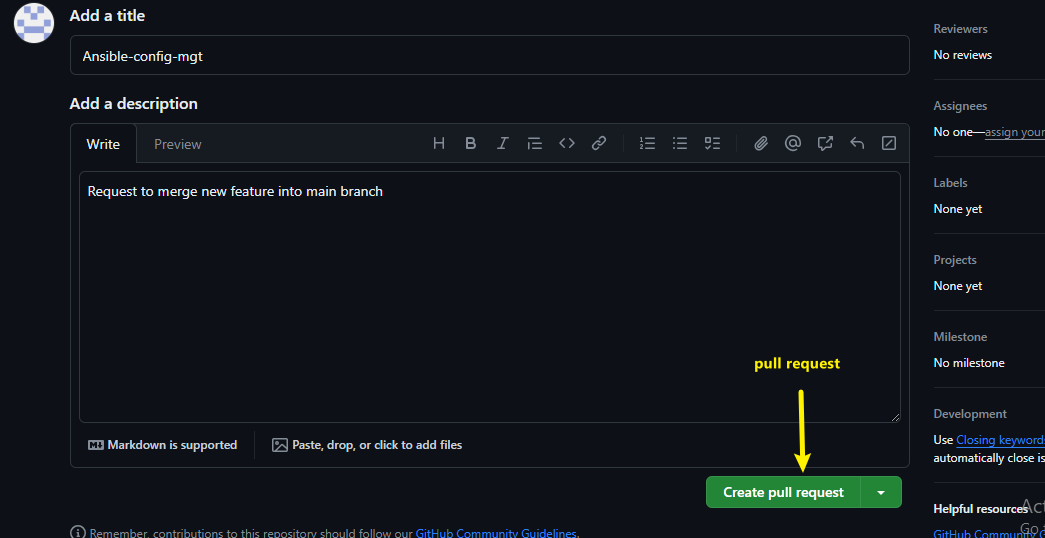 Add a title
Ansible-config-mgt
Add a description
Write
Preview
H B I
Request to merge new feature into main branch
Markdown is supported
Paste, drop, or click to add files
pull request
Create pull request
Remember, contributions to this repository should follow our GitHub Community Guidelines.
Reviewers
No reviews
Assignees
No one—assign your
Labels
None yet
Projects
None yet
Milestone
No milestone
Development
Use Closing keywords
automatically close is
Helpful resources
GitHub Community G
Act
Go